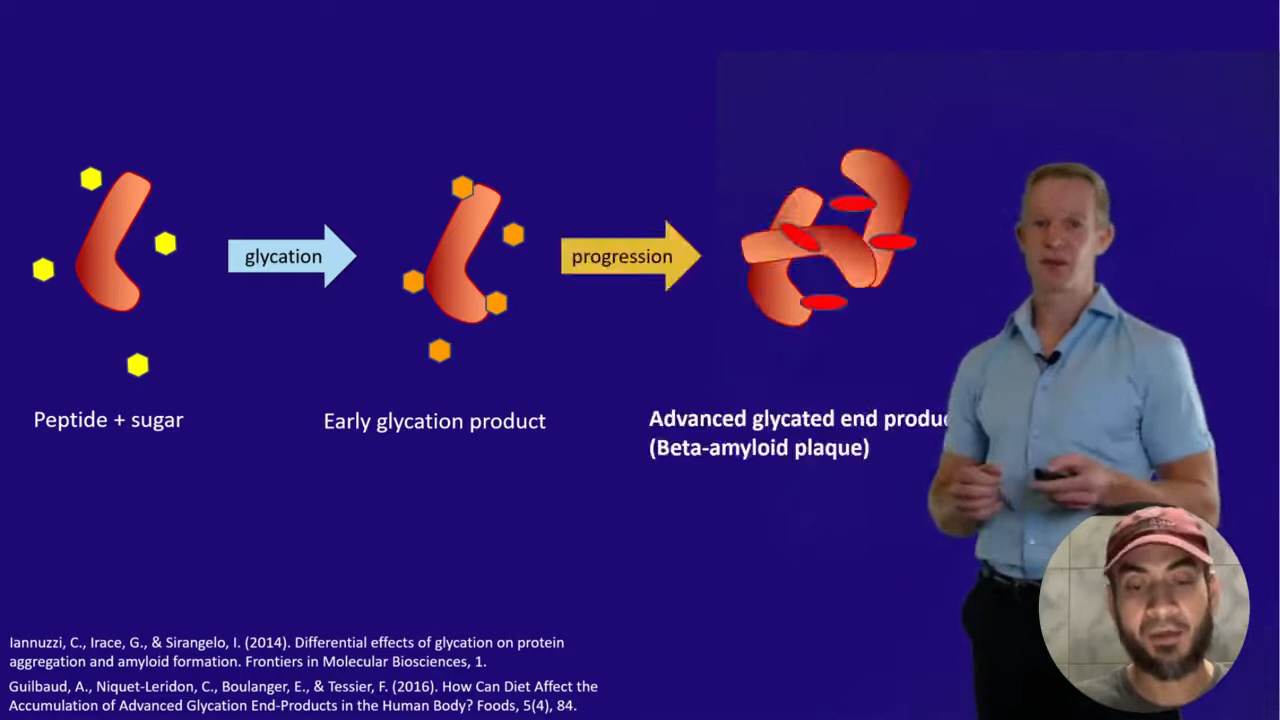 glycation
progression
Peptide + sugar
Early glycation product
Advanced glycated end
(Beta-amyloid plaque)
Iannuzzi, C., Irace, G., & Sirangelo, I. (2014). Differential effects of glycation on protein
aggregation and amyloid formation. Frontiers in Molecular Biosciences, 1.
Guilbaud, A., Niquet-Leridon, C., Boulanger, E., & Tessier, F. (2016). How Can Diet Affect the
Accumulation of Advanced Glycation End-Products in the Human Body? Foods, 5(4), 84.